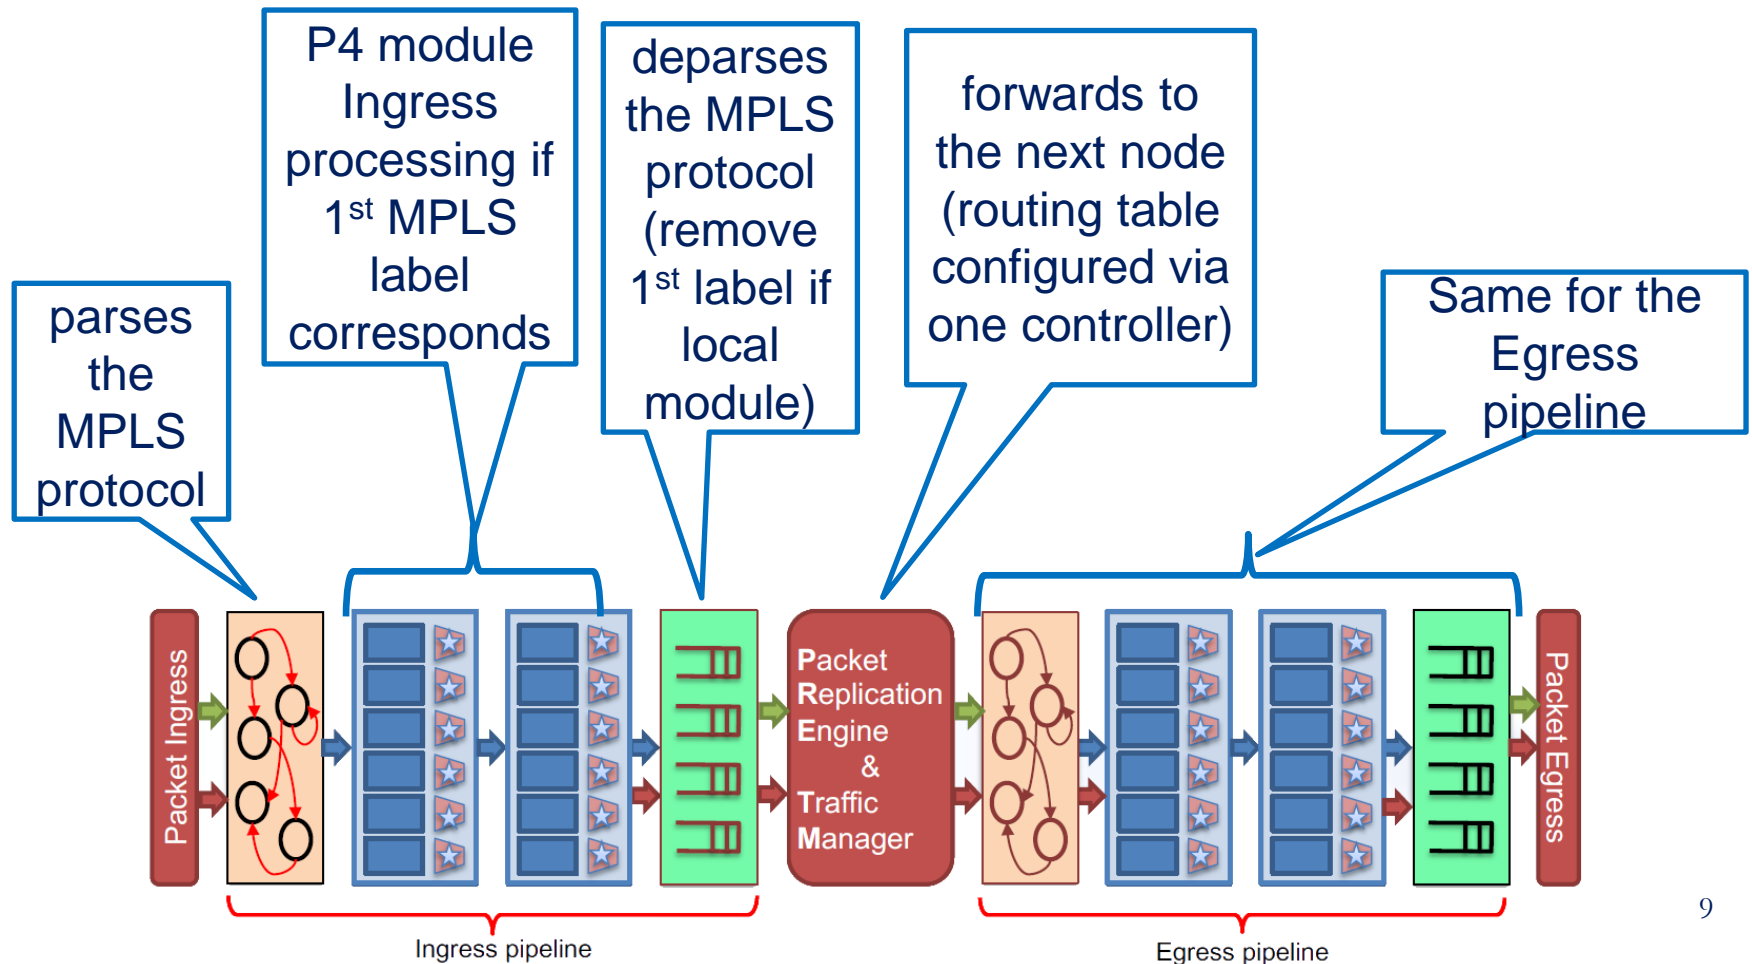 parses
the
MPLS
protocol
P4 module
Ingress
processing if
1st MPLS
label
corresponds
deparses
the MPLS
protocol
(remove
1st label if
local
module)
forwards to
the next node
(routing table
configured via
one controller)
Same for the
Egress
pipeline
Packet Ingress
Packet
Replication
Engine
&
Traffic
Manager
Packet Egress
Ingress pipeline
Egress pipeline
9